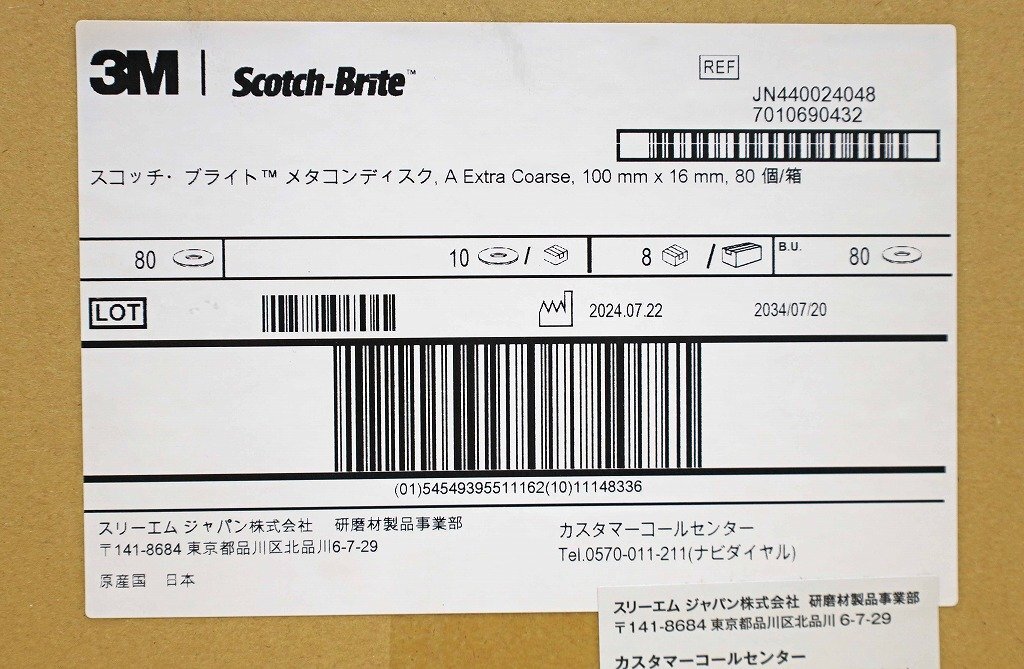 3M | Scotch-Brite™
REF
JN440024048
7010690432
スコッチ・ブライト™ メタコンディスク, A Extra Coarse, 100 mm x 16 mm, 80 個/箱
80 10 / 8 / B.U. 80
LOT 2024.07.22 2034/07/20
(01)54549395511162(10)11148336
スリーエム ジャパン株式会社 研磨材製品事業部
〒141-8684 東京都品川区北品川6-7-29
カスタマーコールセンター
Tel.0570-011-211(ナビダイヤル)
原産国 日本
スリーエム ジャパン株式会社 研磨材製品事業部
〒141-8684 東京都品川区北品川 6-7-29
カスタマーコールセンター